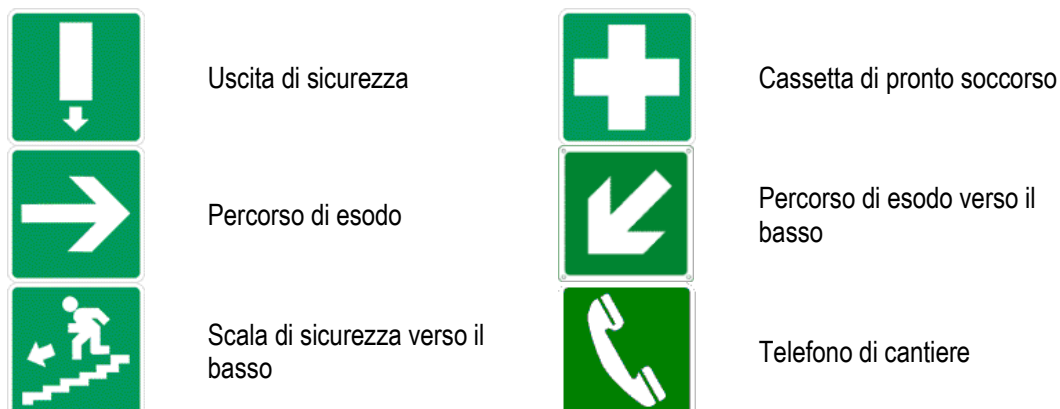 Uscita di sicurezza
Cassetta di pronto soccorso
Percorso di esodo
Percorso di esodo verso il
basso
Scala di sicurezza verso il
basso
Telefono di cantiere